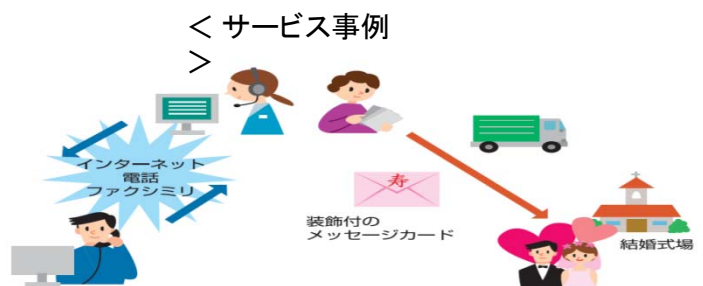 ＜サービス事例
＞
インターネット
電話
ファクシミリ
寿
装飾付の
メッセージカード
結婚式場